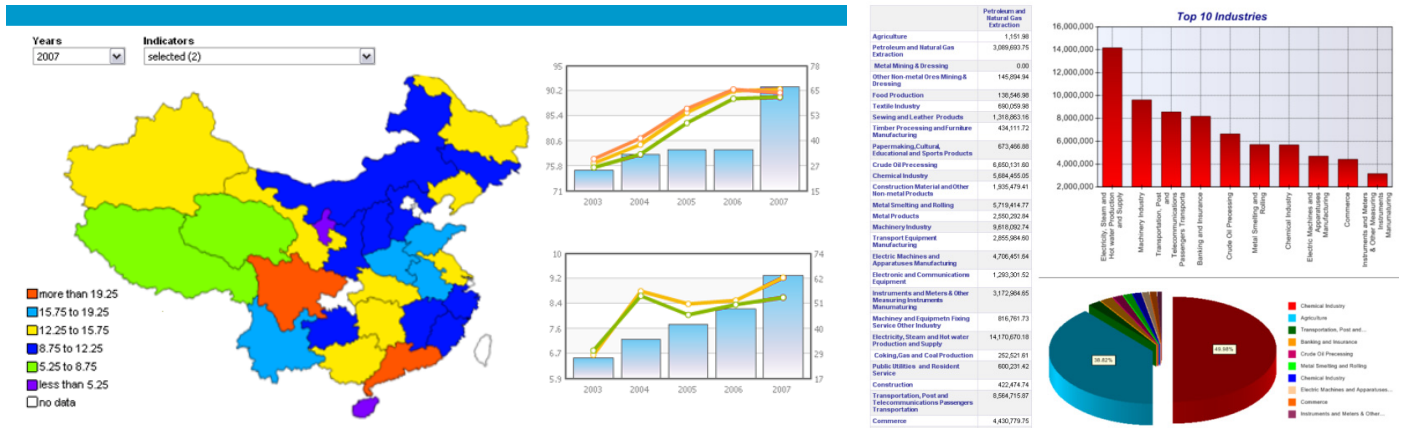 Years
Indicators
2007
selected (2)
more than 19.25
15.75 to 19.25
12.25 to 15.75
8.75 to 12.25
5.25 to 8.75
less than 5.25
no data
95
90.2
85.4
80.6
75.8
71
78
65
53
40
27
15
2003
2004
2005
2006
2007
10
9.2
8.4
7.6
6.7
5.9
74
62
51
40
29
17
2003
2004
2005
2006
2007
Petroleum and
Natural Gas
Extraction
Agriculture 1,151.98
Petroleum and Natural Gas
Extraction 3,089,693.75
Metal Mining & Dressing 0.00
Other Non-metal Ores Mining &
Dressing 145,894.94
Food Production 138,546.98
Textile Industry 690,059.98
Sewing and Leather Products 1,318,863.16
Timber Processing and Furniture
Manufacturing 434,111.72
Papermaking,Cultural,
Educational and Sports Products 673,466.88
Crude Oil Precessing 6,650,131.60
Chemical Industry 5,684,455.05
Construction Material and Other
Non-metal Products 1,935,479.41
Metal Smelting and Rolling 5,719,414.77
Metal Products 2,550,292.84
Machinery Industry 9,618,092.74
Transport Equipment
Manufacturing 2,855,984.60
Electric Machines and
Apparatuses Manufacturing 4,706,451.64
Electronic and Communications
Equipment 1,293,301.52
Instruments and Meters & Other
Measuring Instruments
Manumaturing 3,172,984.65
Machiney and Equipmetn Fixing
Service Other Industry 816,761.73
Electricity, Steam and Hot water
Production and Supply 14,170,670.18
Coking,Gas and Coal Production 252,521.61
Public Utilities and Resident
Service 600,231.42
Construction 422,474.74
Transportation, Post and
Telecommunications Passengers
Transportation 8,564,715.87
Commerce 4,430,779.75
Top 10 Industries
16,000,000
14,000,000
12,000,000
10,000,000
8,000,000
6,000,000
4,000,000
2,000,000
Electricity, Steam and
Hot water Production
and Supply
Machinery Industry
Transportation, Post
and
Telecommunications
Passengers Transporta
Banking and Insurance
Crude Oil Precessing
Metal Smelting and
Rolling
Chemical Industry
Electric Machines and
Apparatuses
Manufacturing
Commerce
Instruments and Meters
& Other Measuring
Instruments
Manumaturing
38.82%
49.98%
Chemical Industry
Agriculture
Transportation, Post and...
Banking and Insurance
Crude Oil Precessing
Metal Smelting and Rolling
Chemical Industry
Electric Machines and Apparatuses...
Commerce
Instruments and Meters & Other...